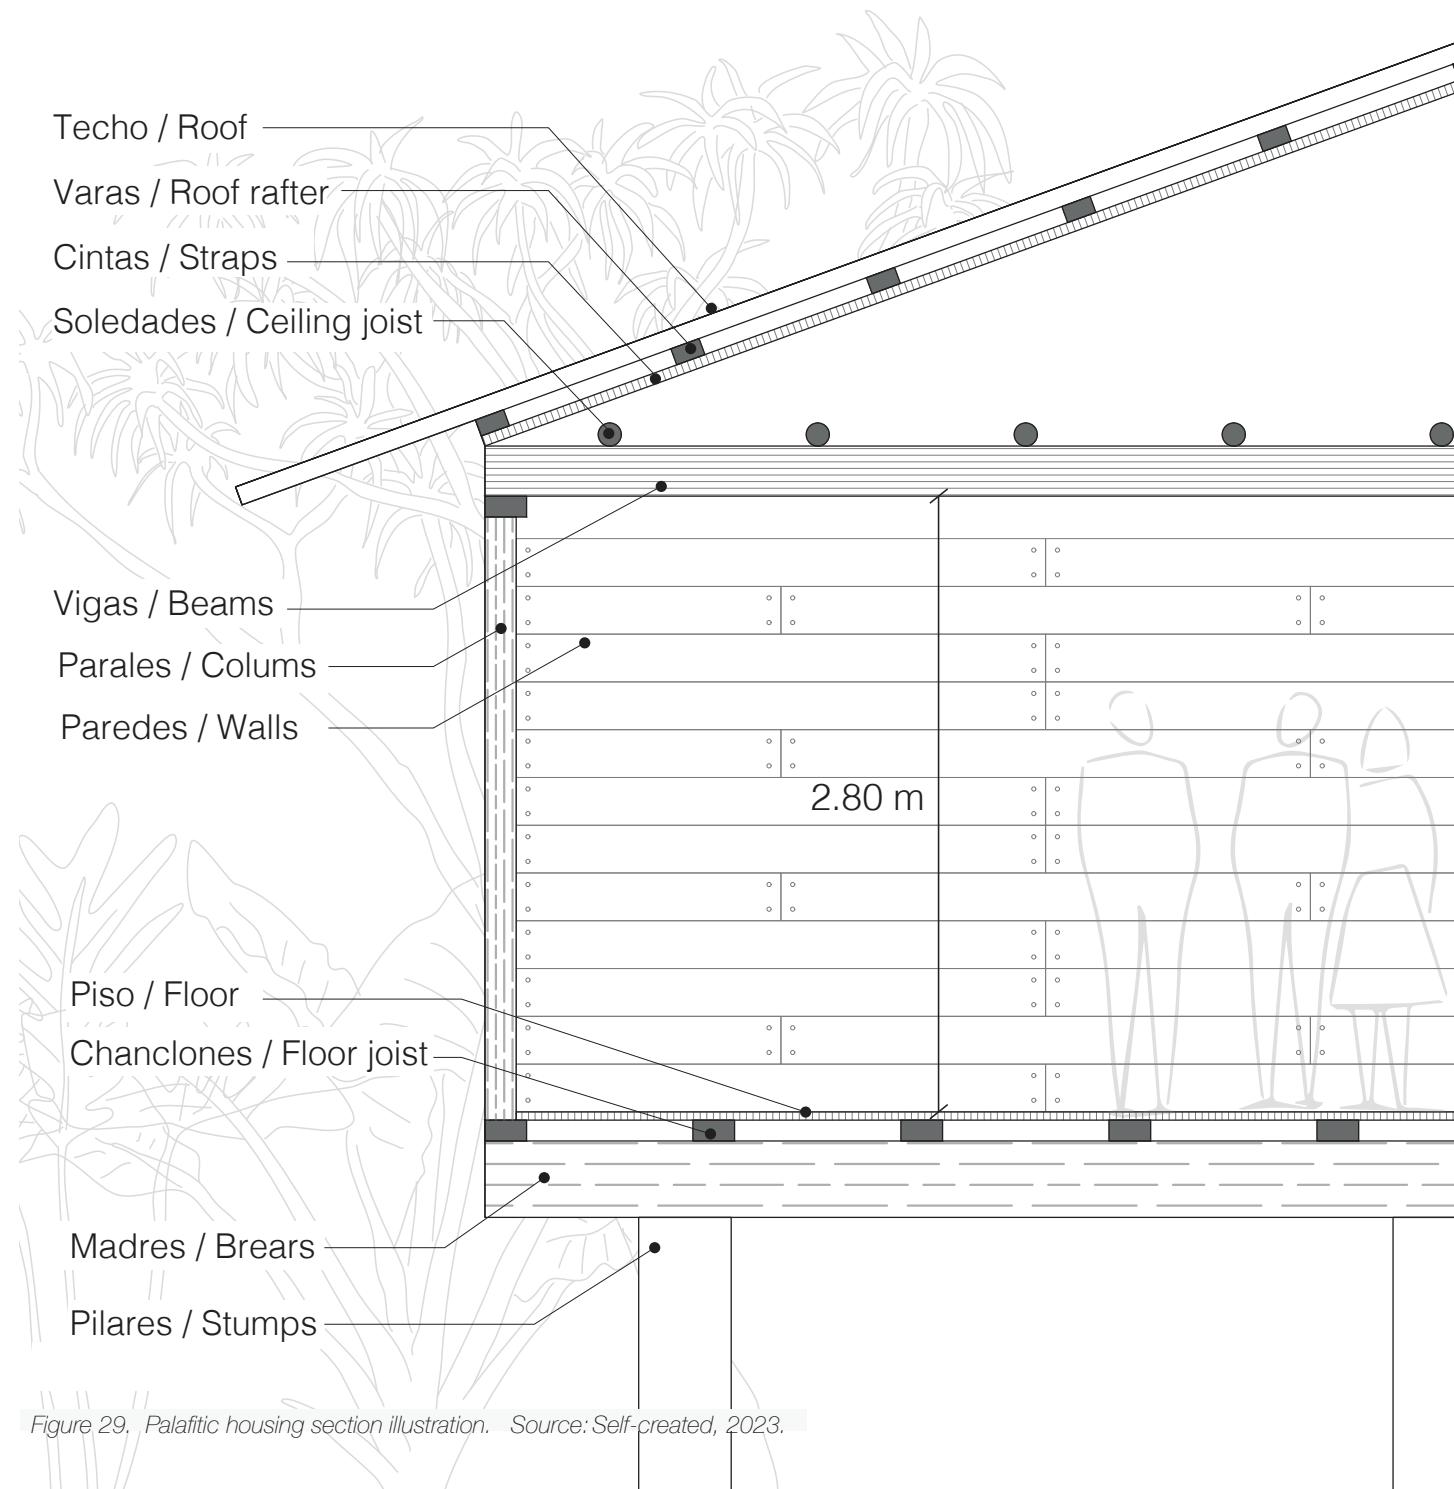 Techo / Roof
Varas / Roof rafter
Cintas / Straps
Soledades / Ceiling joist
Vigas / Beams
Parales / Colums
Paredes / Walls
2.80 m
Piso / Floor
Chanclones / Floor joist
Madres / Brears
Pilares / Stumps
Figure 29. Palafitic housing section illustration. Source: Self-created, 2023.